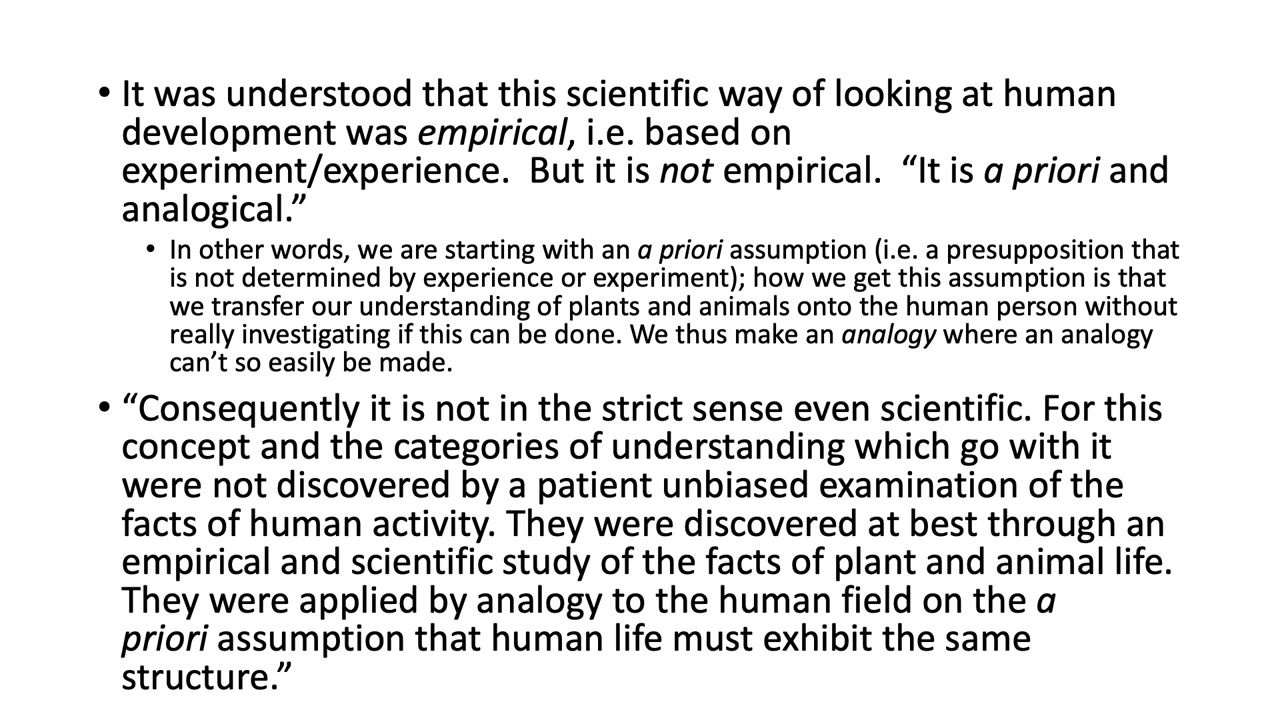 • It was understood that this scientific way of looking at human
development was empirical, i.e. based on
experiment/experience.  But it is not empirical.  “It is a priori and
analogical.”
• In other words, we are starting with an a priori assumption (i.e. a presupposition that
is not determined by experience or experiment); how we get this assumption is that
we transfer our understanding of plants and animals onto the human person without
really investigating if this can be done. We thus make an analogy where an analogy
can’t so easily be made.
• “Consequently it is not in the strict sense even scientific. For this
concept and the categories of understanding which go with it
were not discovered by a patient unbiased examination of the
facts of human activity. They were discovered at best through an
empirical and scientific study of the facts of plant and animal life.
They were applied by analogy to the human field on the a
priori assumption that human life must exhibit the same
structure.”